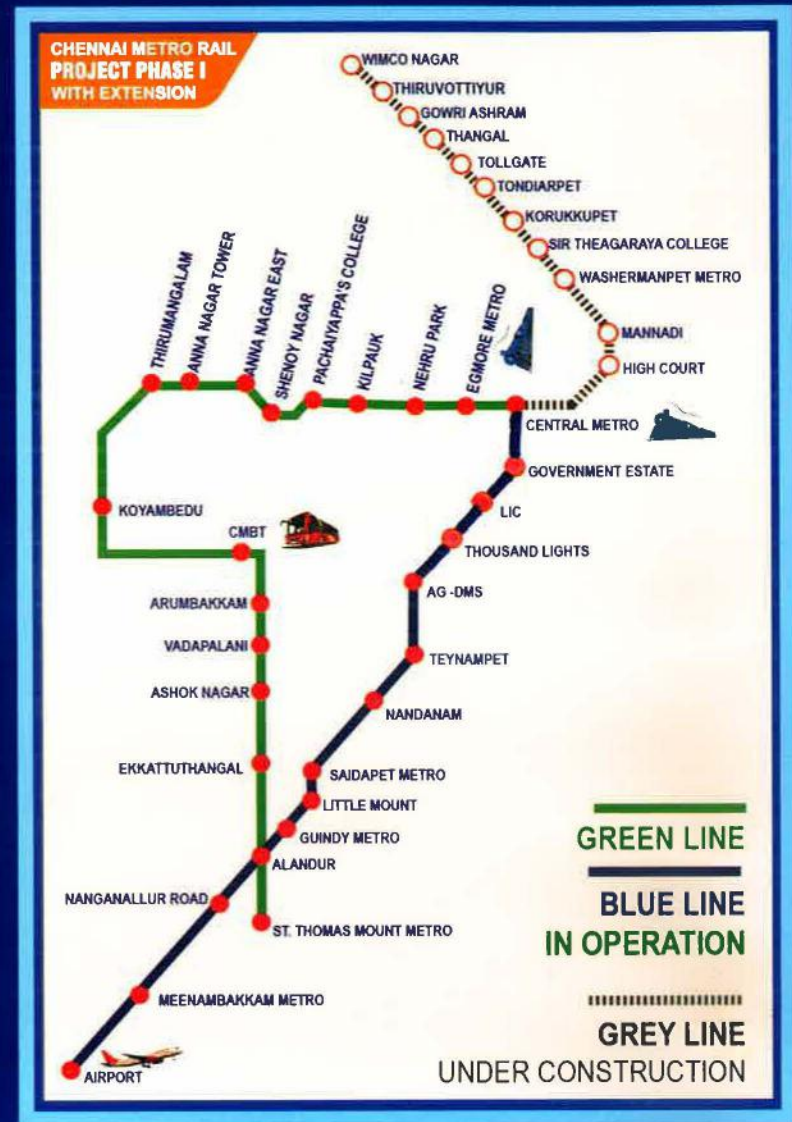 CHENNAI METRO RAIL
PROJECT PHASE I
WITH EXTENSION
WIMCO NAGAR
THIRUVOTTIYUR
GOWRI ASHRAM
THANGAL
TOLLGATE
TONDIARPET
KORUKKUPET
SIR THEAGARAYA COLLEGE
WASHERMANPET METRO
MANNADI
HIGH COURT
THIRUMANGALAM
ANNA NAGAR TOWER
ANNA NAGAR EAST
SHENOY NAGAR
PACHAIYAPPA'S COLLEGE
KILPAUK
NEHRU PARK
EGMORE METRO
CENTRAL METRO
GOVERNMENT ESTATE
KOYAMBEDU
LIC
CMBT
THOUSAND LIGHTS
AG -DMS
ARUMBAKKAM
VADAPALANI
TEYNAMPET
ASHOK NAGAR
NANDANAM
EKKATTUTHANGAL
SAIDAPET METRO
LITTLE MOUNT
GUINDY METRO
ALANDUR
NANGANALLUR ROAD
ST. THOMAS MOUNT METRO
MEENAMBAKKAM METRO
AIRPORT
GREEN LINE
BLUE LINE
IN OPERATION
GREY LINE
UNDER CONSTRUCTION